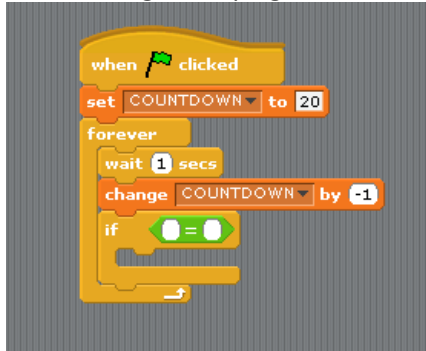 when clicked
set COUNTDOWN to 20
forever
wait 1 secs
change COUNTDOWN by -1
if =